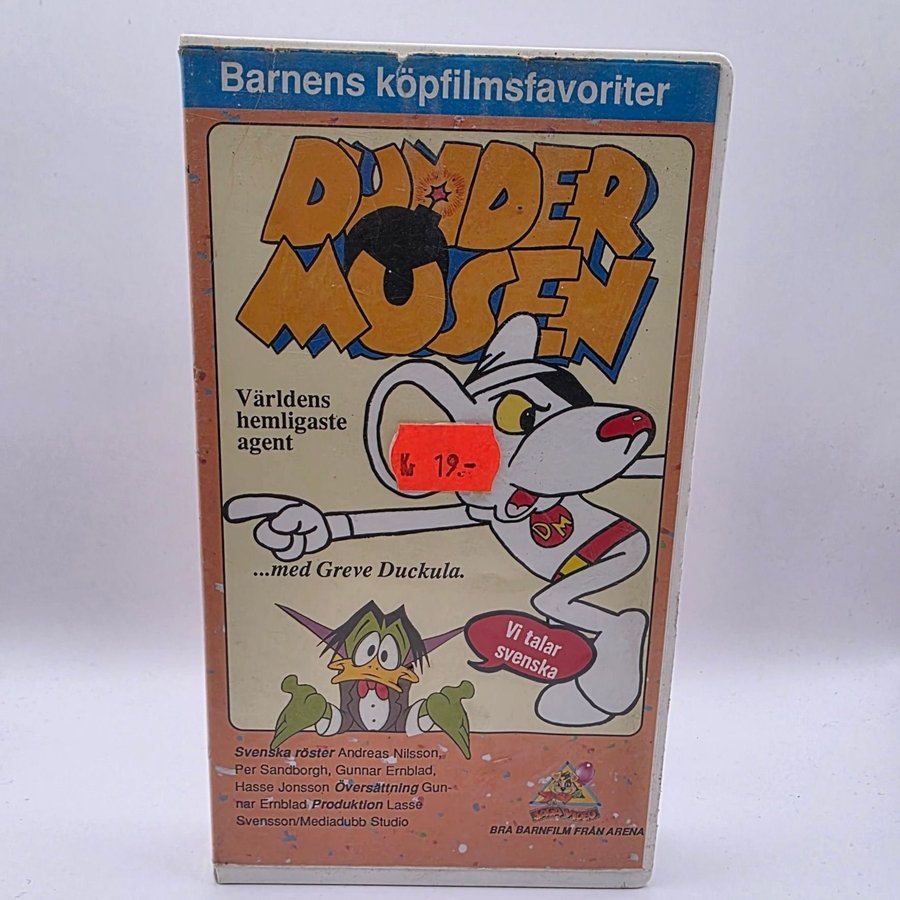 Barnens köpfilmsfavoriter
DUNDER
MUSEN
Världens
hemligaste
agent
Kr 19.-
DM
...med Greve Duckula.
Vi talar
svenska
Svenska röster Andreas Nilsson,
Per Sandborgh, Gunnar Ernblad,
Hasse Jonsson Översättning Gun-
nar Ernblad Produktion Lasse
Svensson/Mediadubb Studio
BRA BARNFILM FRÅN ARENA